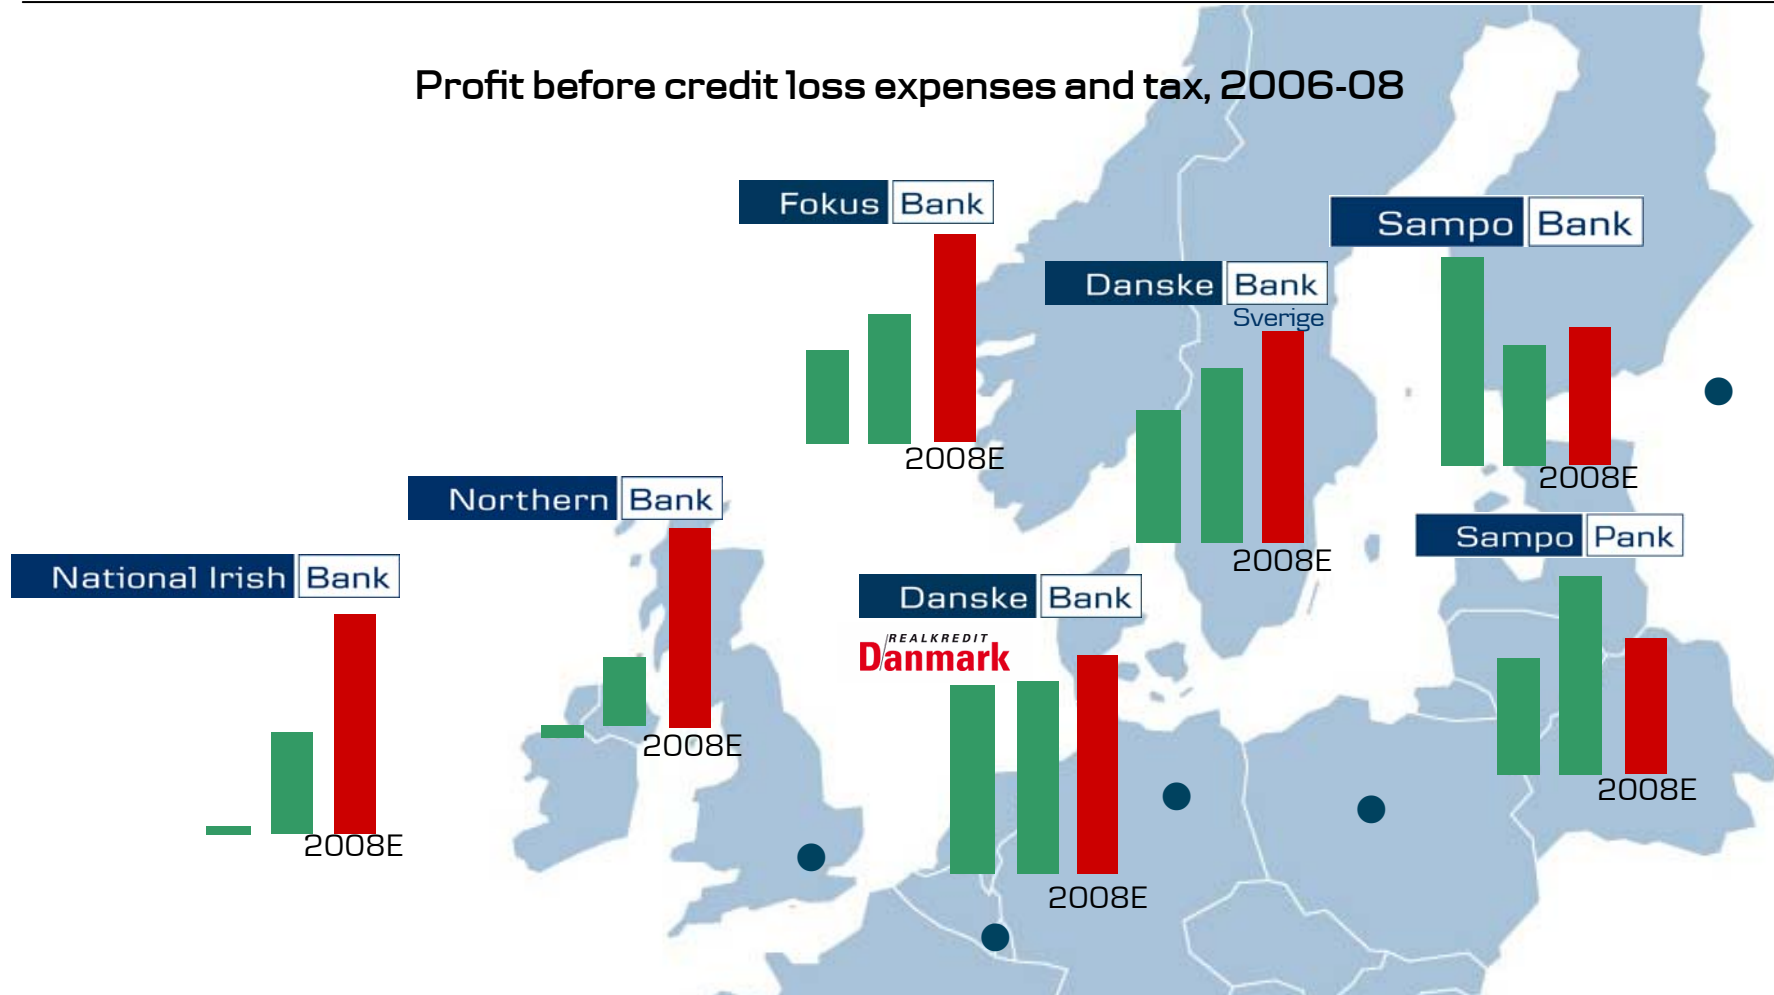 Profit before credit loss expenses and tax, 2006-08
Fokus Bank
Sampo Bank
Danske Bank
Sverige
2008E
2008E
Northern Bank
Sampo Pank
2008E
National Irish Bank
Danske Bank
REALKREDIT
Danmark
2008E
2008E
2008E
2008E